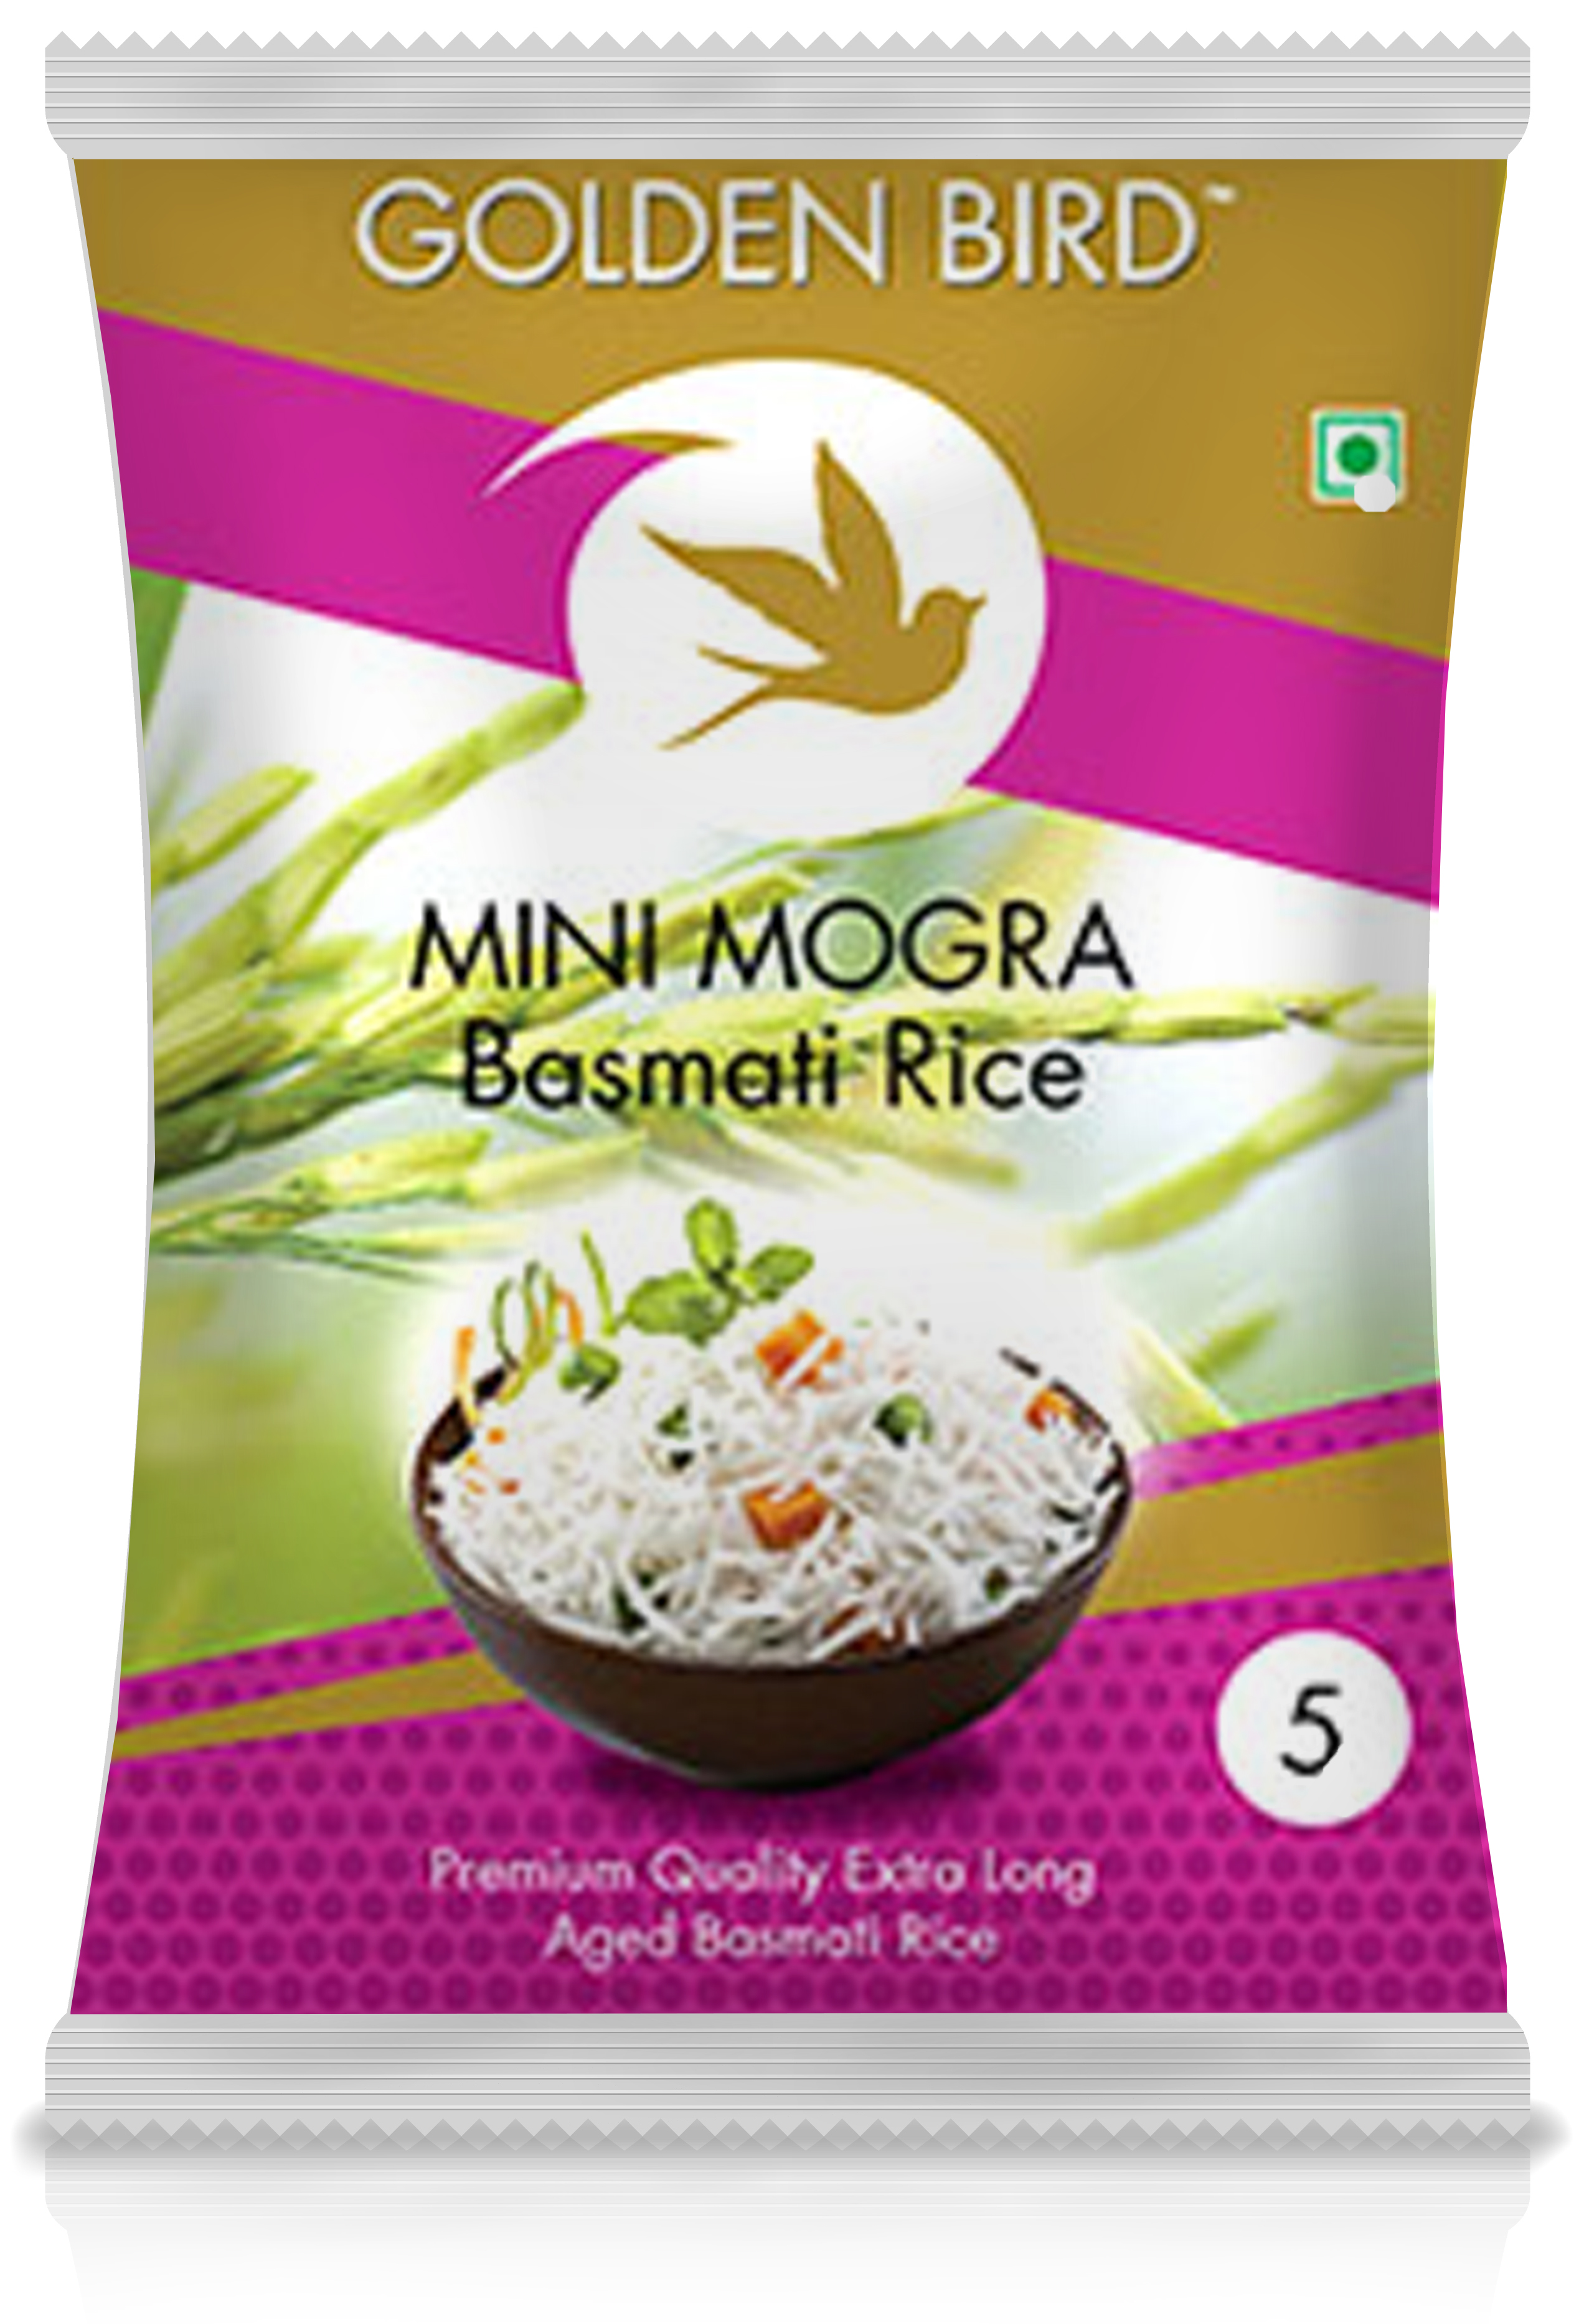 GOLDEN BIRD™
MINI MOGRA
Basmati Rice
5
Premium Quality Extra Long
Aged Basmati Rice